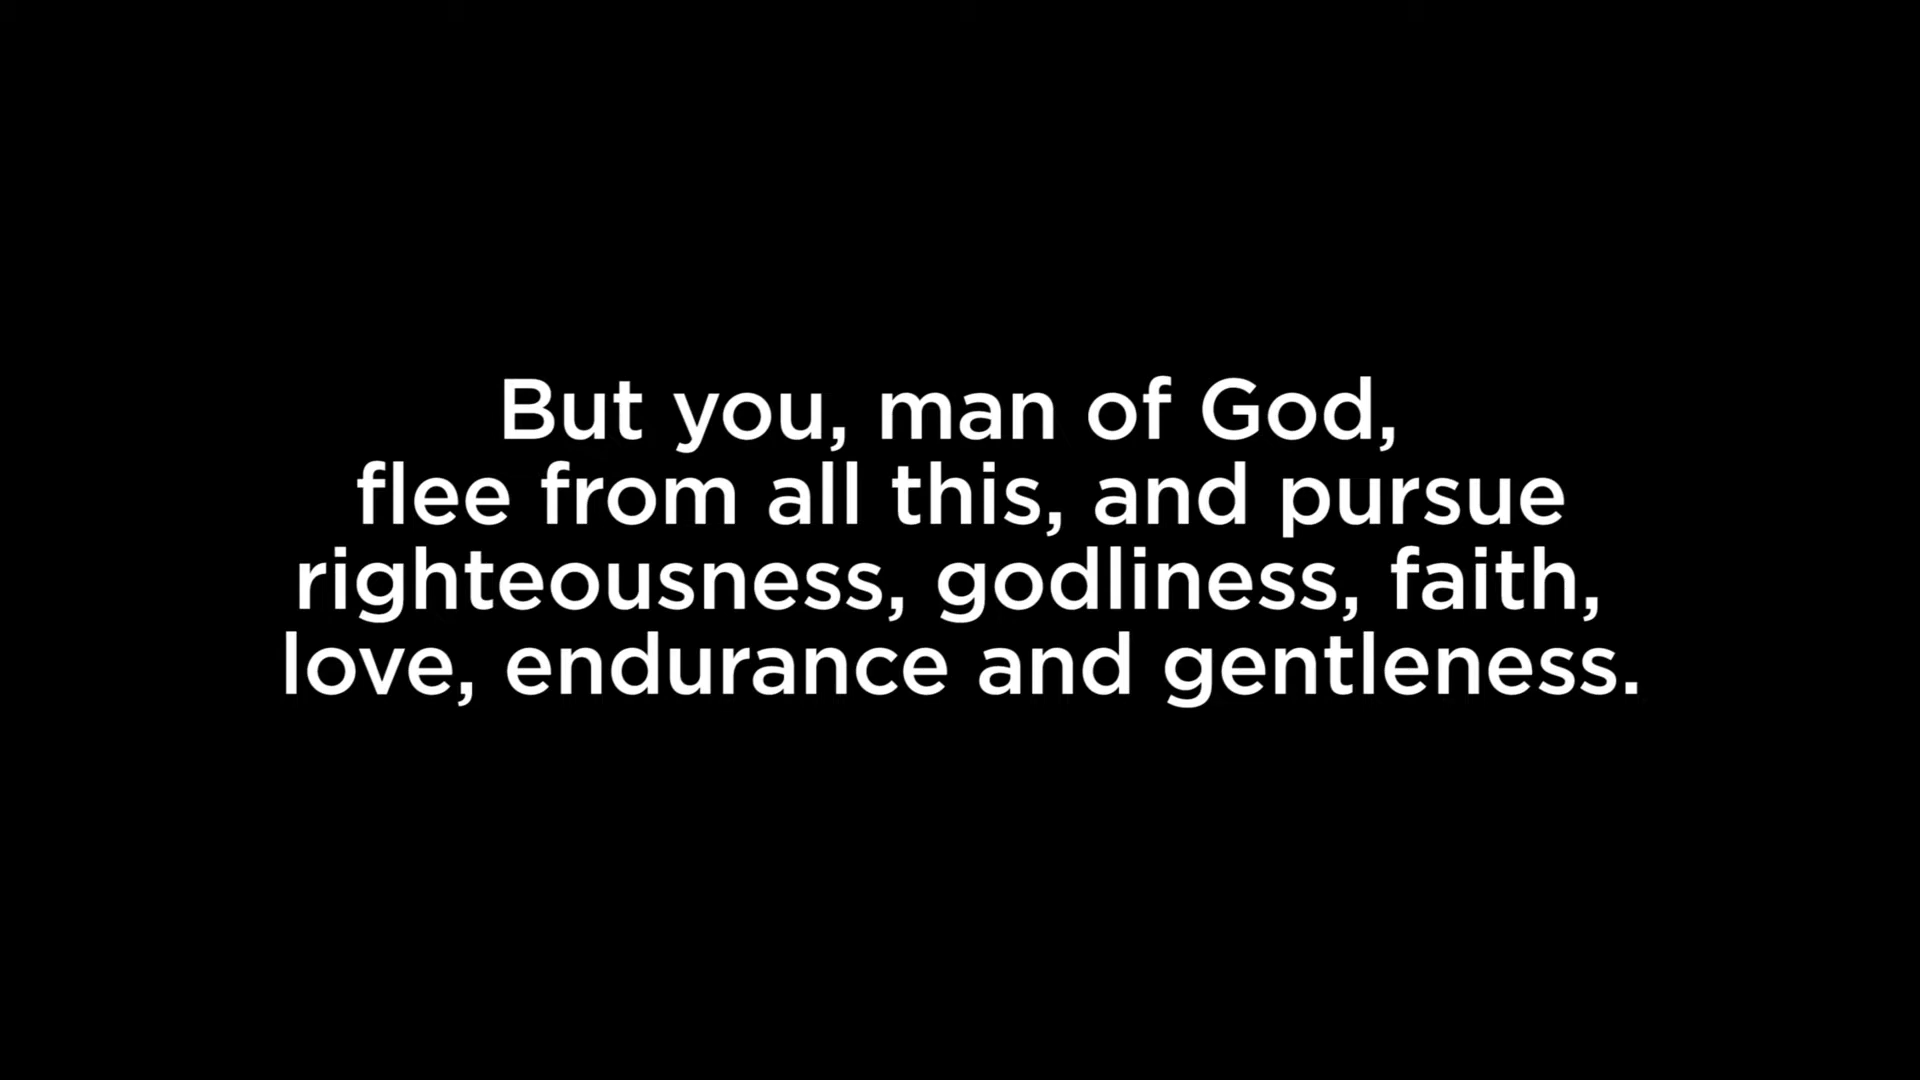 But you, man of God,
flee from all this, and pursue
righteousness, godliness, faith,
love, endurance and gentleness.